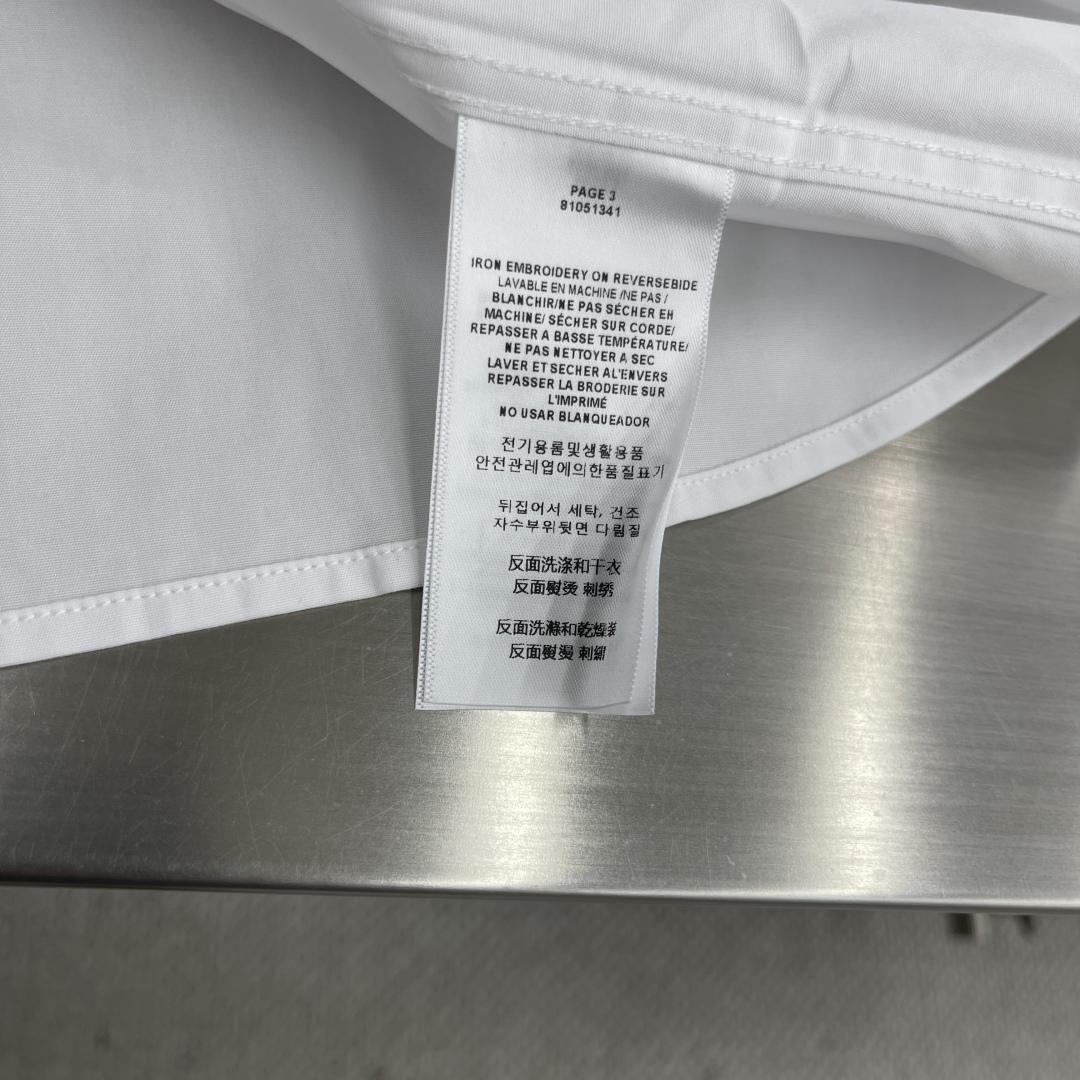 PAGE 3
81051341
IRON EMBROIDERY ON REVERSEBIDE
LAVABLE EN MACHINE /NE PAS /
BLANCHIR/NE PAS SÉCHER EH
MACHINE/ SÉCHER SUR CORDE/
REPASSER A BASSE TEMPÉRATURE/
NE PAS NETTOYER A SEC
LAVER ET SECHER AL'ENVERS
REPASSER LA BRODERIE SUR
L'IMPRIMÉ
NO USAR BLANQUEADOR
전기용품및생활용품
안전관레엽에의한품질표기
뒤집어서 세탁, 건조
자수부위뒷면 다림질
反面洗涤和干衣
反面熨烫 刺绣
反面洗滌和乾燥装
反面熨燙 刺繡